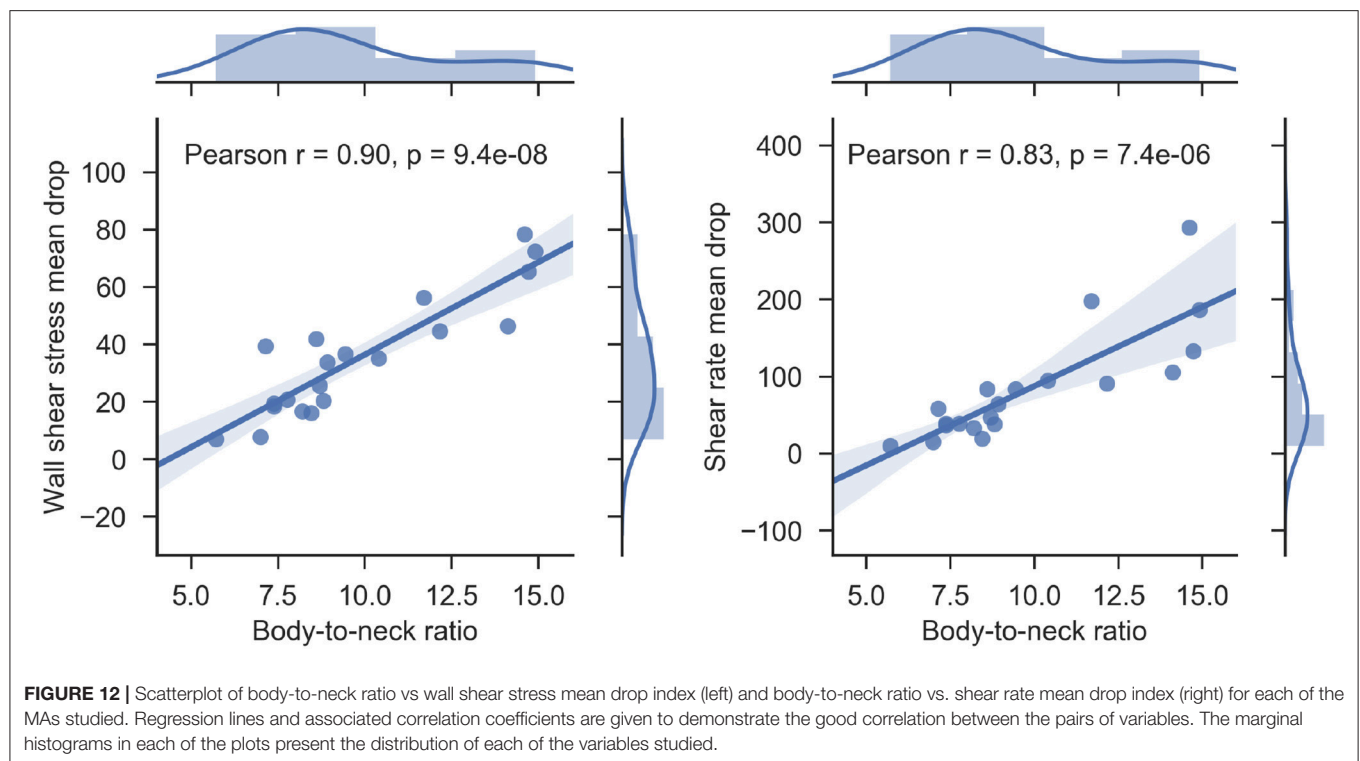 Pearson r = 0.90, p = 9.4e-08
Wall shear stress mean drop
100
80
60
40
20
0
−20
5.0 7.5 10.0 12.5 15.0
Body-to-neck ratio
Pearson r = 0.83, p = 7.4e-06
Shear rate mean drop
400
300
200
100
0
−100
5.0 7.5 10.0 12.5 15.0
Body-to-neck ratio
FIGURE 12 | Scatterplot of body-to-neck ratio vs wall shear stress mean drop index (left) and body-to-neck ratio vs. shear rate mean drop index (right) for each of the
MAs studied. Regression lines and associated correlation coefficients are given to demonstrate the good correlation between the pairs of variables. The marginal
histograms in each of the plots present the distribution of each of the variables studied.